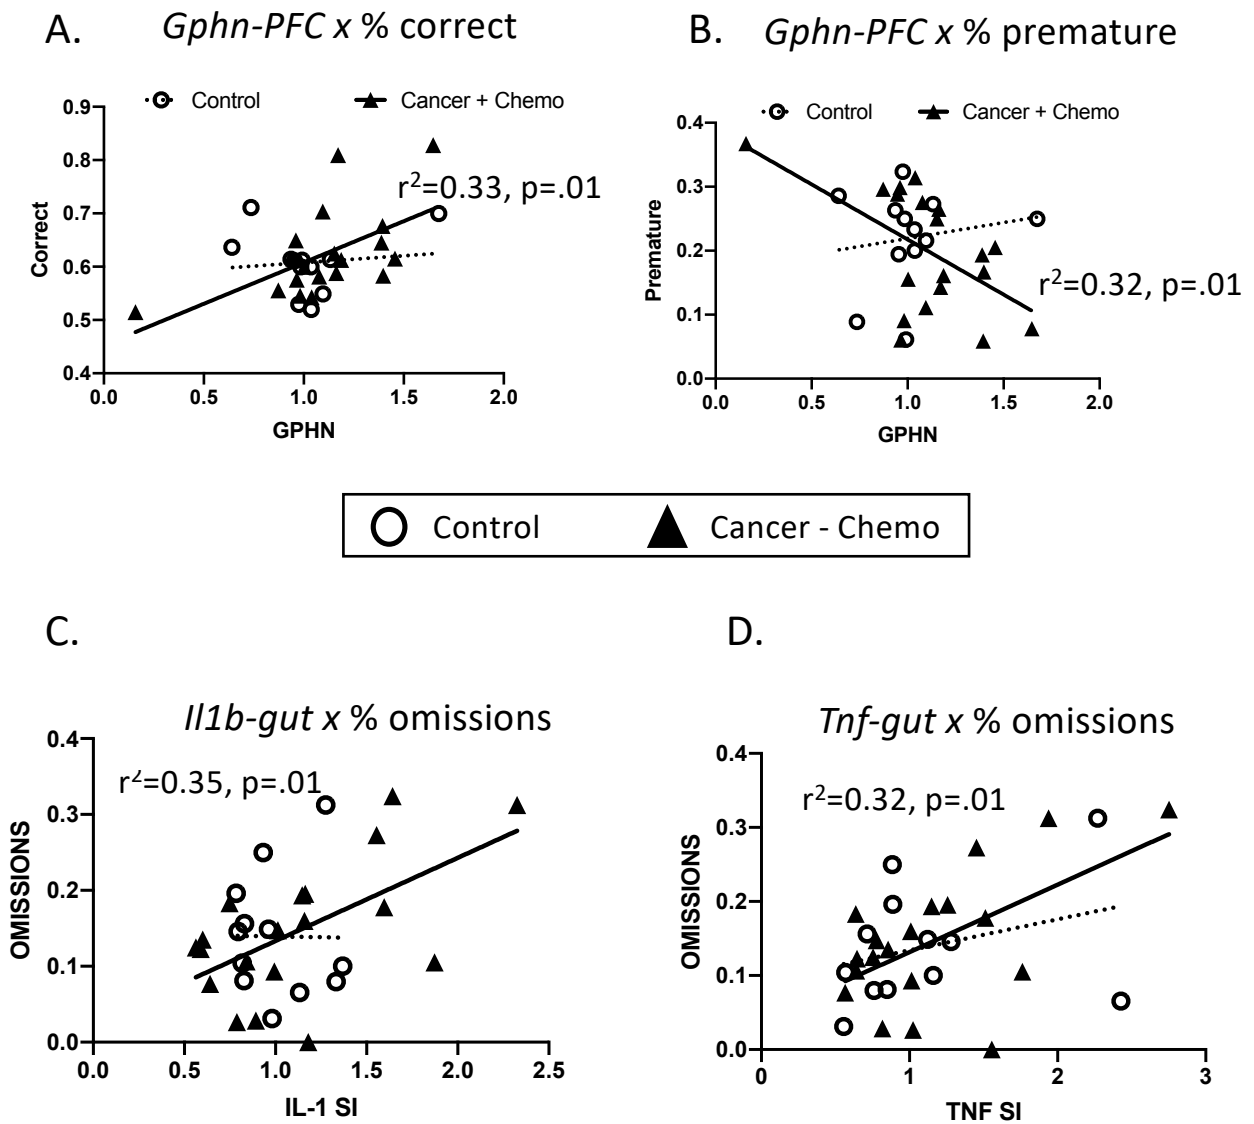 A.
Gphn-PFC x % correct
Control
Cancer + Chemo
0.9
0.8
0.7
0.6
0.5
0.4
Correct
r²=0.33, p=.01
0.0
0.5
1.0
1.5
2.0
GPHN
B.
Gphn-PFC x % premature
Control
Cancer + Chemo
0.4
0.3
0.2
0.1
0.0
Premature
r²=0.32, p=.01
0.0
0.5
1.0
1.5
2.0
GPHN
Control
Cancer - Chemo
C.
Il1b-gut x % omissions
0.4
0.3
0.2
0.1
0.0
OMISSIONS
r²=0.35, p=.01
0.0
0.5
1.0
1.5
2.0
2.5
IL-1 SI
D.
Tnf-gut x % omissions
0.4
0.3
0.2
0.1
0.0
OMISSIONS
r²=0.32, p=.01
0
1
2
3
TNF SI